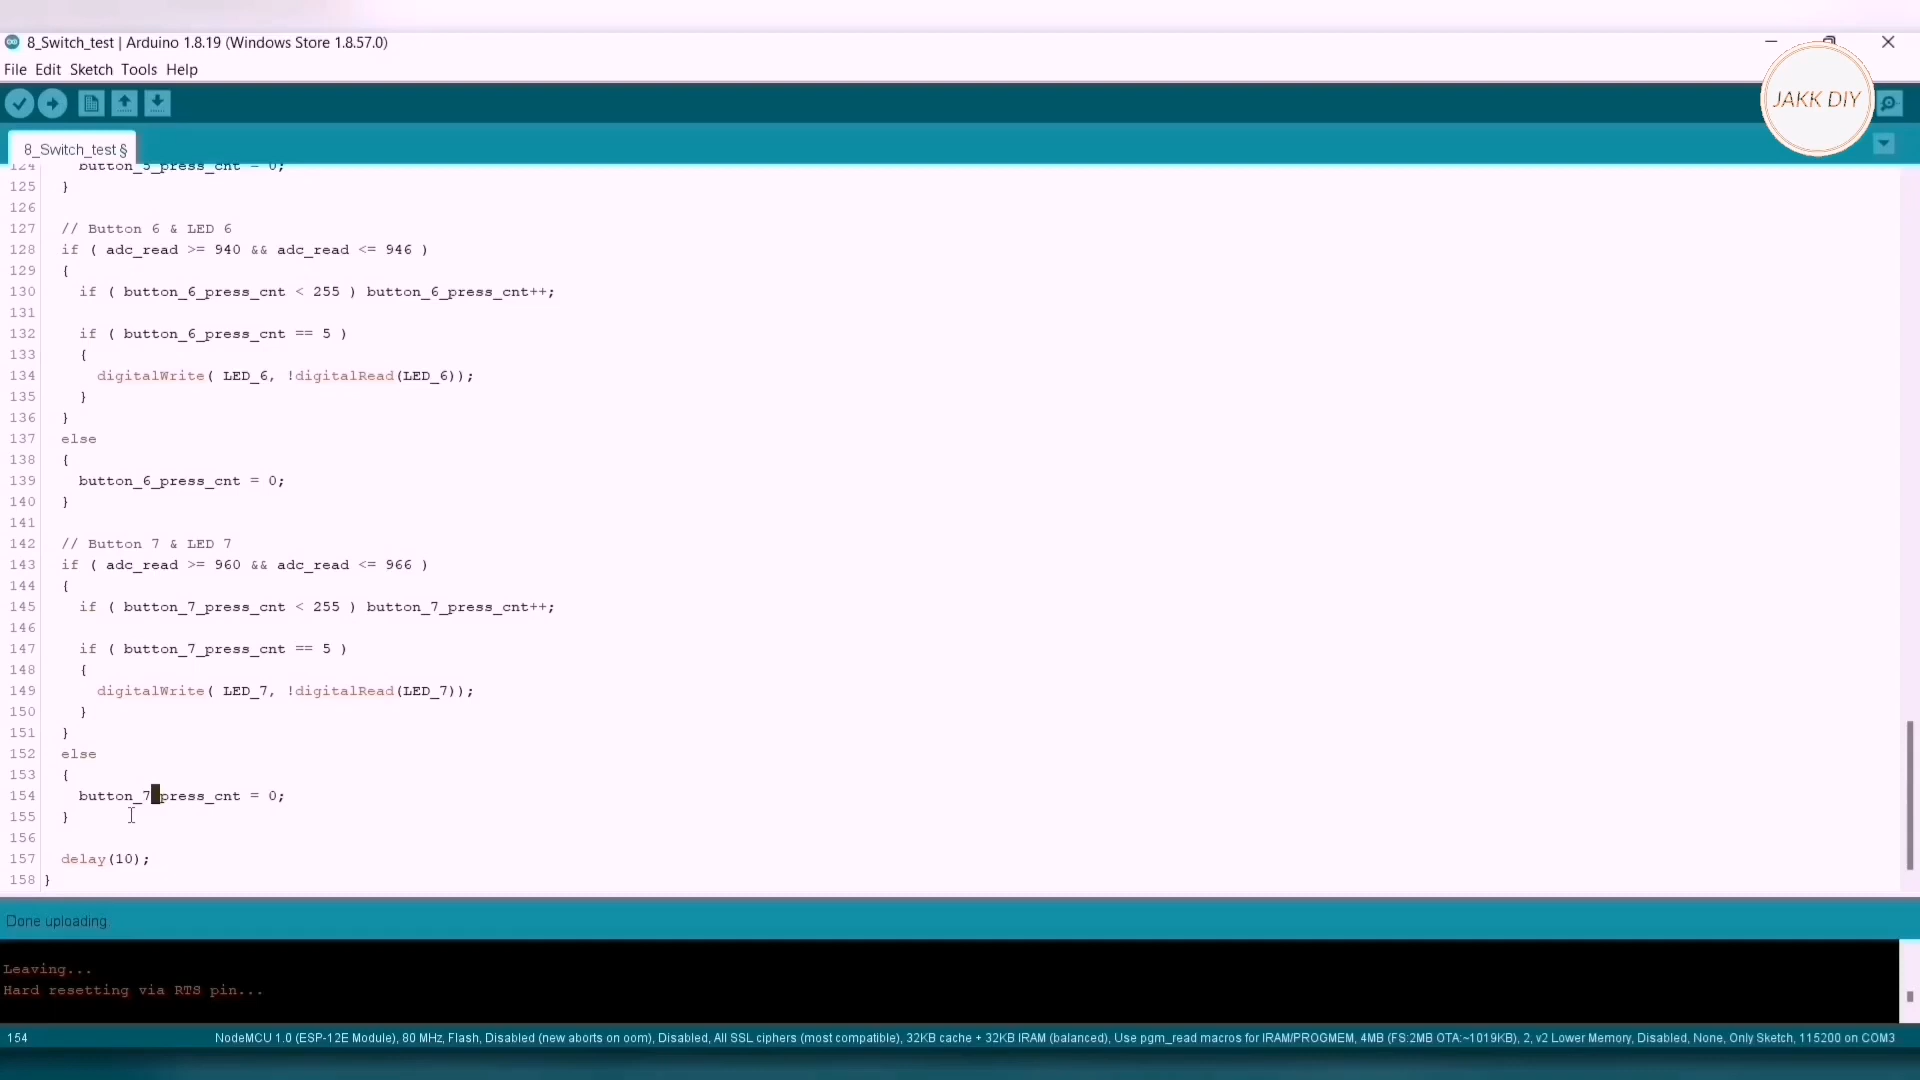 8_Switch_test | Arduino 1.8.19 (Windows Store 1.8.57.0)
File Edit Sketch Tools Help
JAKK DIY
8_Switch_test §
124 button_5_press_cnt = 0;
125 }
126
127 // Button 6 & LED 6
128 if ( adc_read >= 940 && adc_read <= 946 )
129 {
130 if ( button_6_press_cnt < 255 ) button_6_press_cnt++;
131
132 if ( button_6_press_cnt == 5 )
133 {
134 digitalWrite( LED_6, !digitalRead(LED_6));
135 }
136 }
137 else
138 {
139 button_6_press_cnt = 0;
140 }
141
142 // Button 7 & LED 7
143 if ( adc_read >= 960 && adc_read <= 966 )
144 {
145 if ( button_7_press_cnt < 255 ) button_7_press_cnt++;
146
147 if ( button_7_press_cnt == 5 )
148 {
149 digitalWrite( LED_7, !digitalRead(LED_7));
150 }
151 }
152 else
153 {
154 button_7_press_cnt = 0;
155 }
156
157 delay(10);
158 }
Done uploading.
Leaving...
Hard resetting via RTS pin...
154 NodeMCU 1.0 (ESP-12E Module), 80 MHz, Flash, Disabled (new aborts on oom), Disabled, All SSL ciphers (most compatible), 32KB cache + 32KB IRAM (balanced), Use pgm_read macros for IRAM/PROGMEM, 4MB (FS:2MB OTA:~1019KB), 2, v2 Lower Memory, Disabled, None, Only Sketch, 115200 on COM3